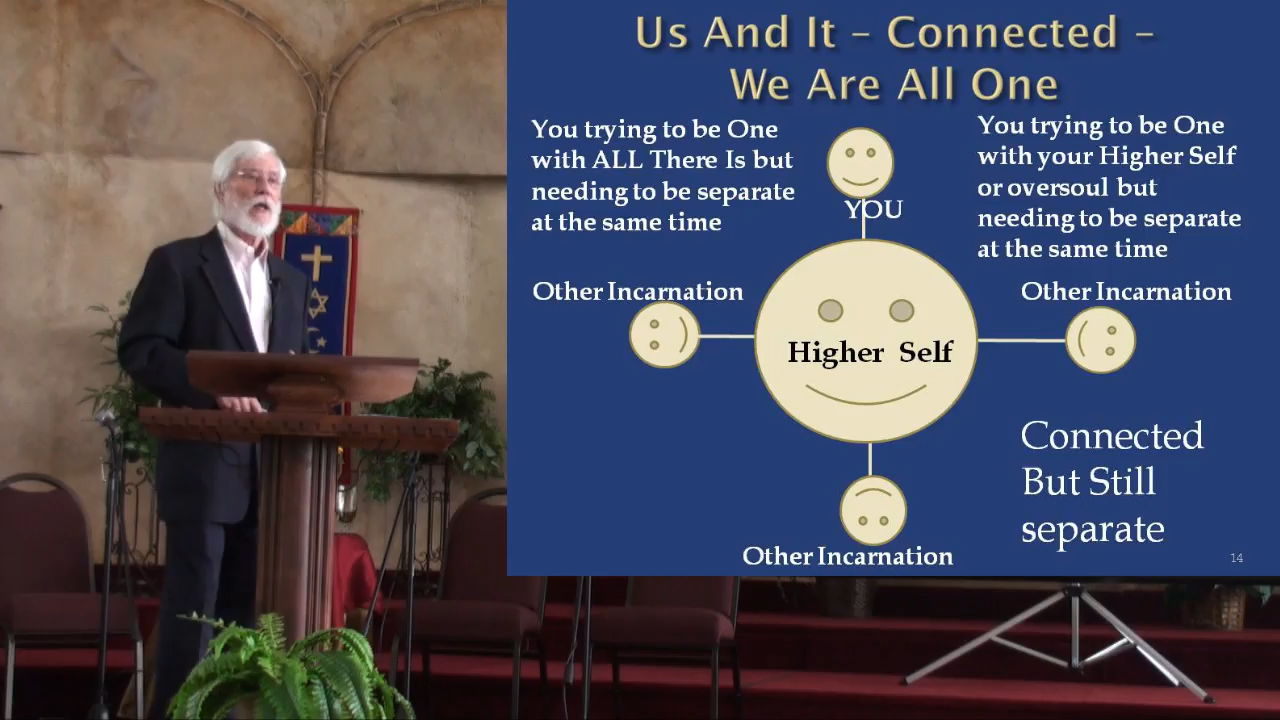 Us And It – Connected –
We Are All One
You trying to be One
with ALL There Is but
needing to be separate
at the same time
You trying to be One
with your Higher Self
or oversoul but
needing to be separate
at the same time
YOU
Other Incarnation
Other Incarnation
Higher Self
Connected
But Still
separate
Other Incarnation
14